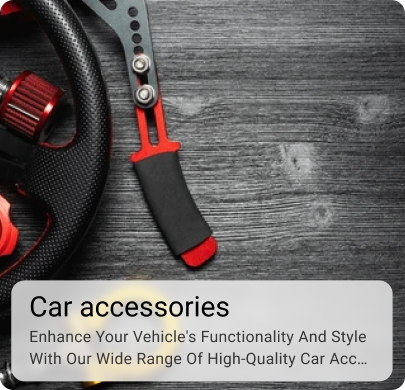 Car accessories
Enhance Your Vehicle's Functionality And Style
With Our Wide Range Of High-Quality Car Acc...